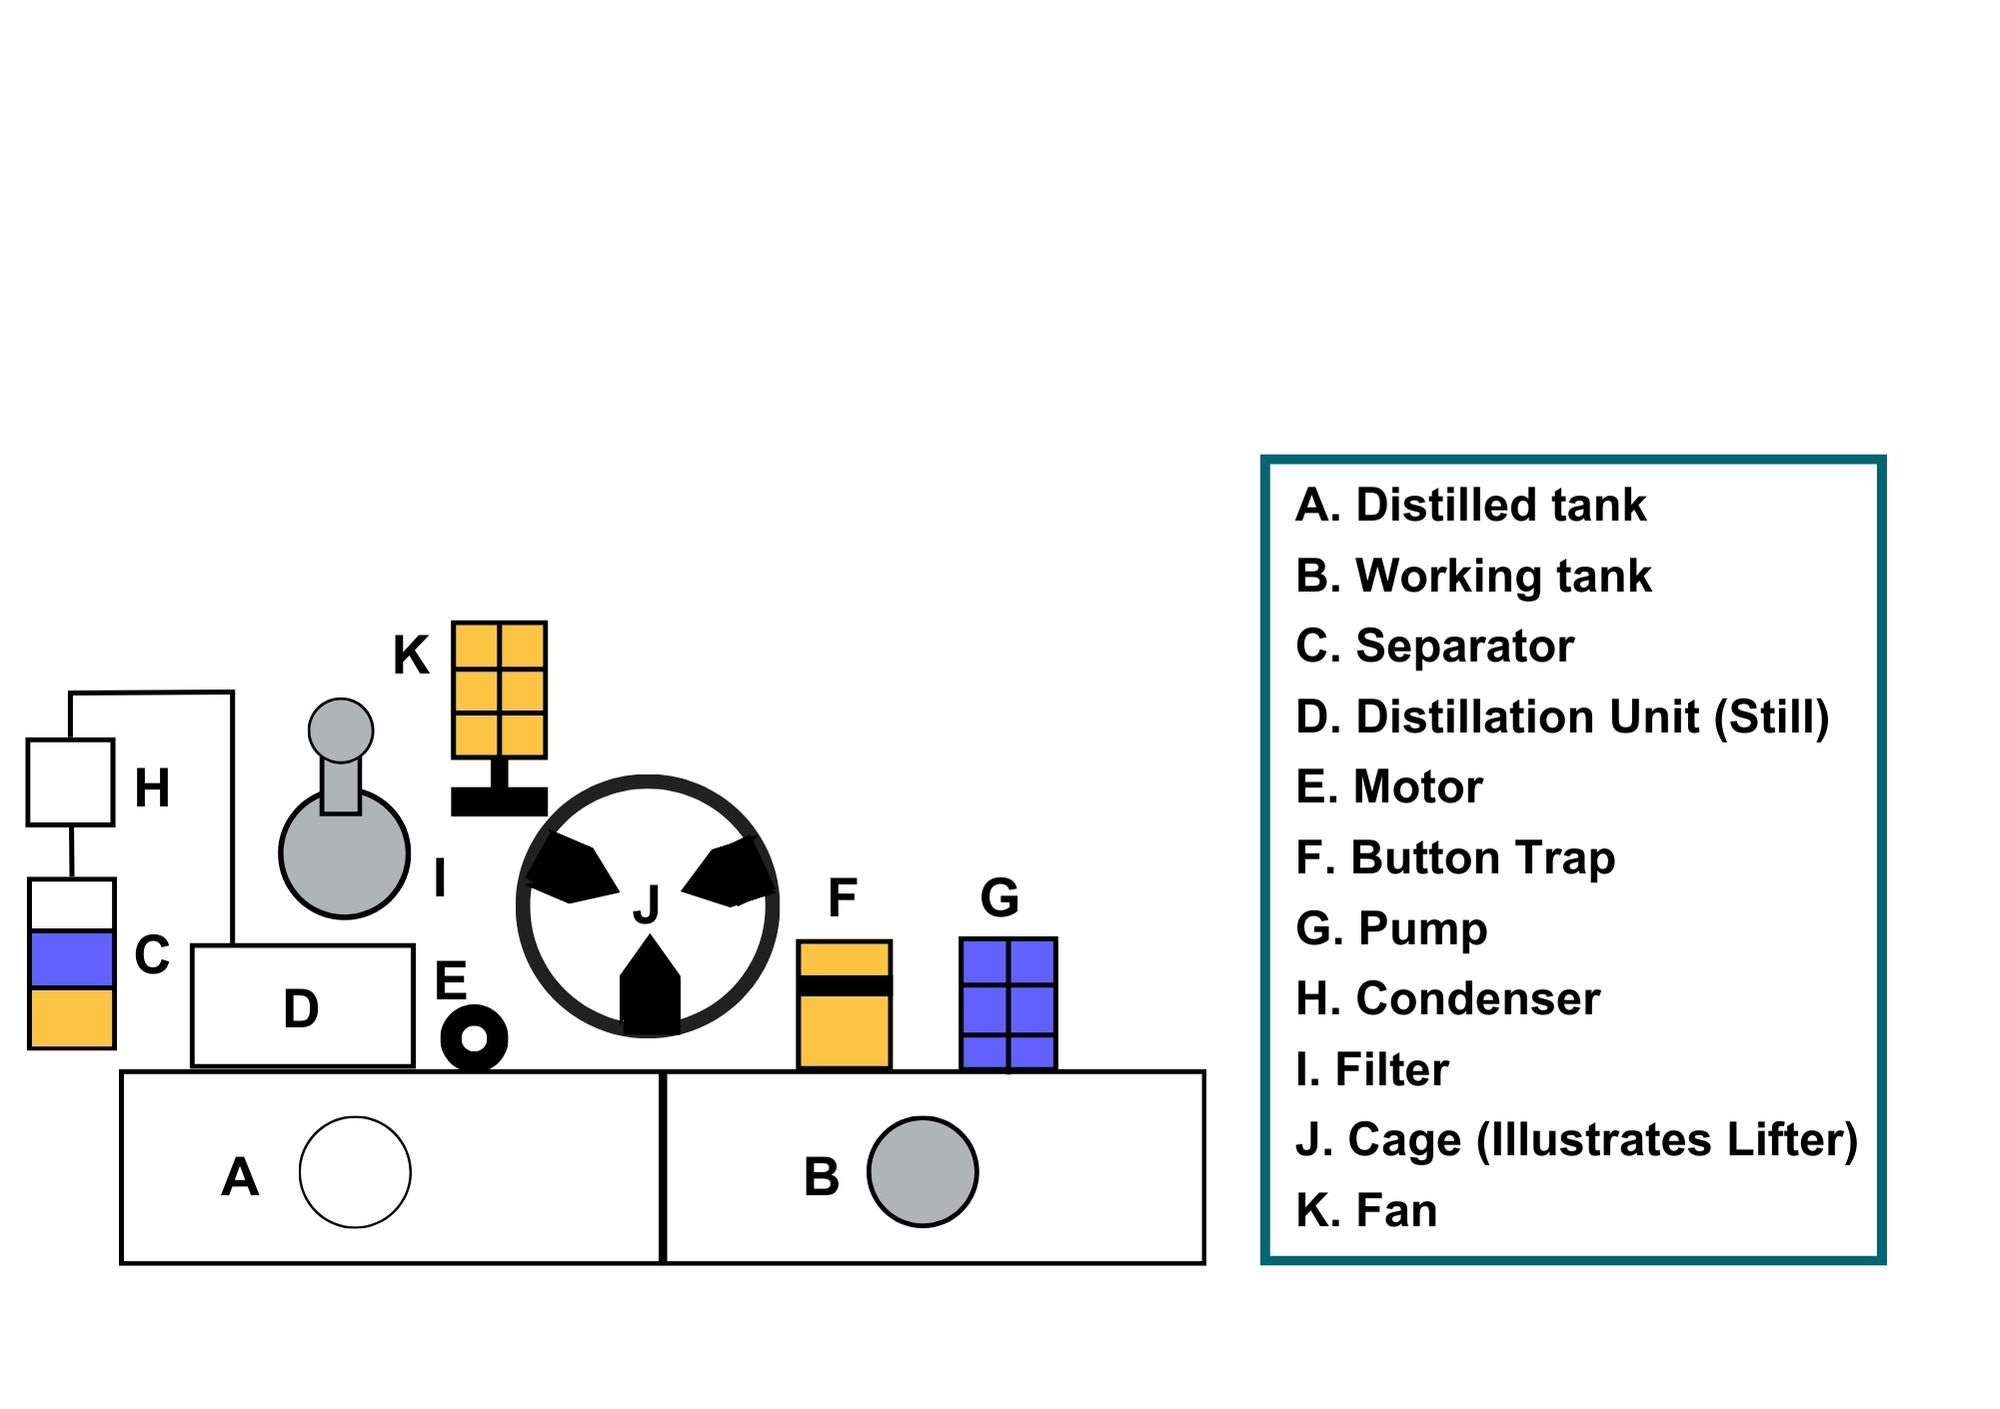 K
H
I
J
F
G
C
E
D
A
B
A. Distilled tank
B. Working tank
C. Separator
D. Distillation Unit (Still)
E. Motor
F. Button Trap
G. Pump
H. Condenser
I. Filter
J. Cage (Illustrates Lifter)
K. Fan